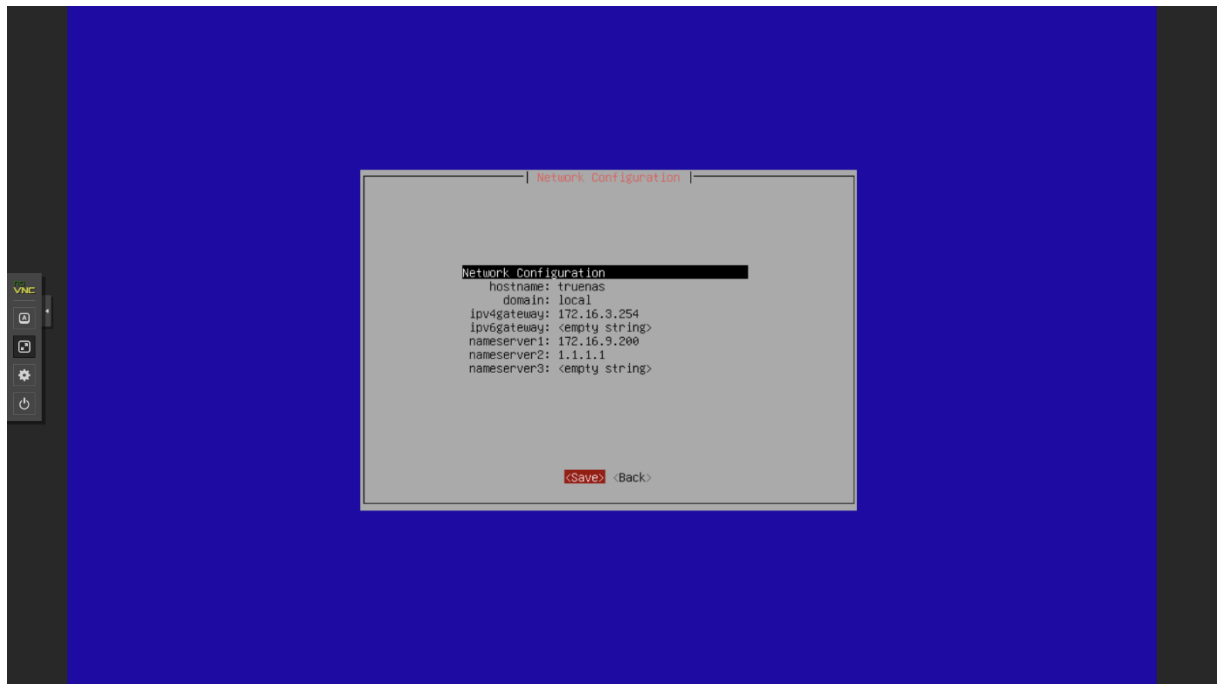 Network Configuration
VNC
A
Network Configuration
hostname: truenas
domain: local
ipv4gateway: 172.16.3.254
ipv6gateway: <empty string>
nameserver1: 172.16.9.200
nameserver2: 1.1.1.1
nameserver3: <empty string>
<Save> <Back>